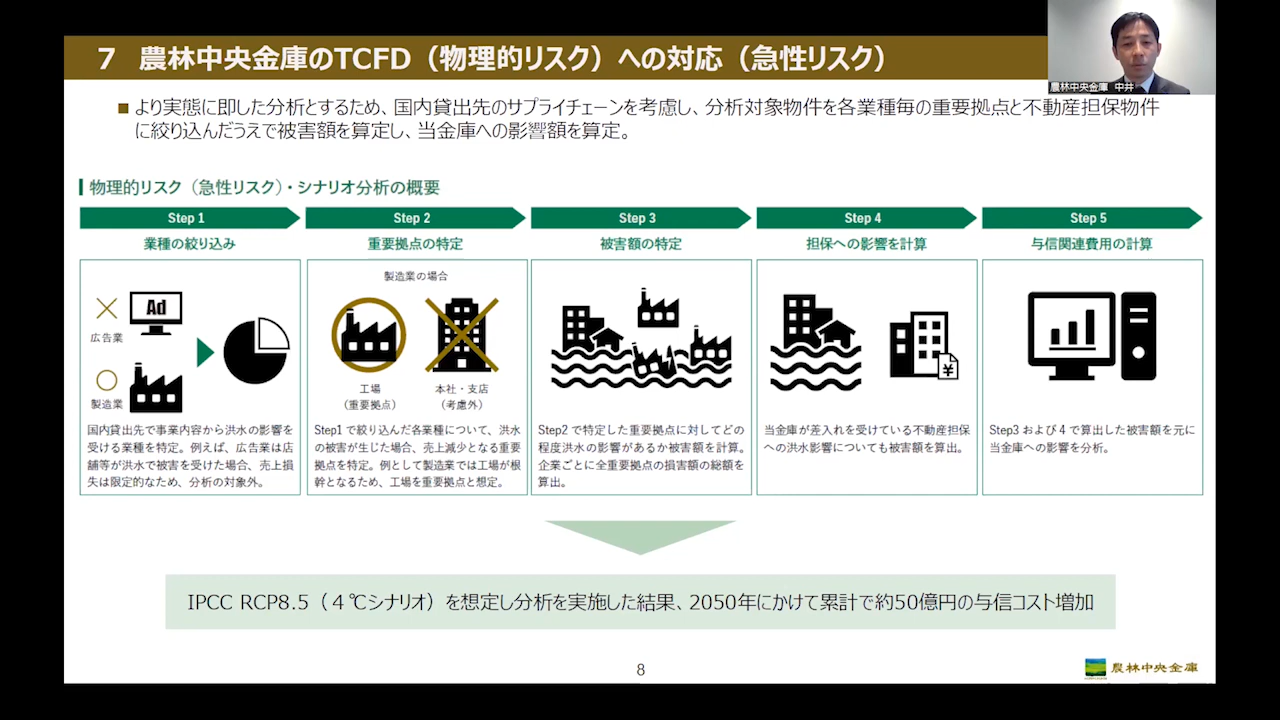 7 農林中央金庫のTCFD（物理的リスク）への対応（急性リスク）
農林中央金庫 中井
■ より実態に即した分析とするため、国内貸出先のサプライチェーンを考慮し、分析対象物件を各業種毎の重要拠点と不動産担保物件
に絞り込んだうえで被害額を算定し、当金庫への影響額を算定。
物理的リスク（急性リスク）・シナリオ分析の概要
Step 1
業種の絞り込み
Ad
広告業
製造業
国内貸出先で事業内容から洪水の影響を
受ける業種を特定。例えば、広告業は店
舗等が洪水で被害を受けた場合、売上損
失は限定的なため、分析の対象外。
Step 2
重要拠点の特定
製造業の場合
工場
（重要拠点）
本社・支店
（考慮外）
Step1で絞り込んだ各業種について、洪水
の被害が生じた場合、売上減少となる重要
拠点を特定。例として製造業では工場が根
幹となるため、工場を重要拠点と想定。
Step 3
被害額の特定
Step2で特定した重要拠点に対してどの
程度洪水の影響があるか被害額を計算。
企業ごとに全重要拠点の損害額の総額を
算出。
Step 4
担保への影響を計算
¥
当金庫が差入れを受けている不動産担保
への洪水影響についても被害額を算出。
Step 5
与信関連費用の計算
Step3および4で算出した被害額を元に
当金庫への影響を分析。
IPCC RCP8.5（４℃シナリオ）を想定し分析を実施した結果、2050年にかけて累計で約50億円の与信コスト増加
8
農林中央金庫